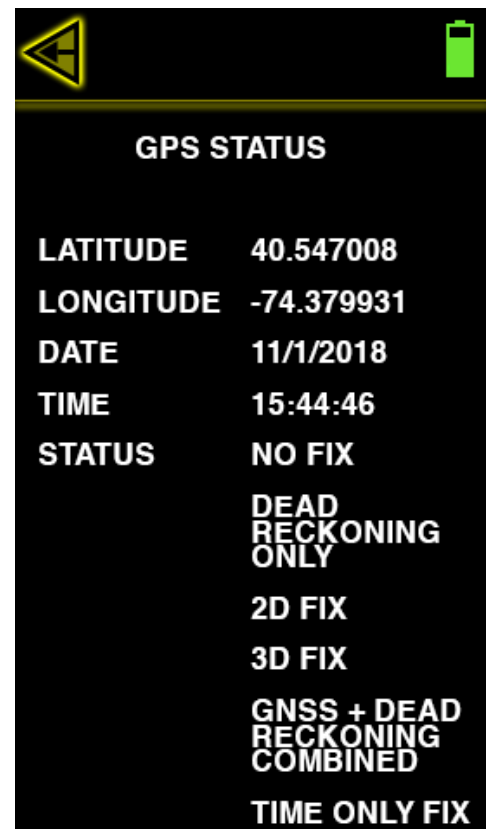 GPS STATUS
LATITUDE 40.547008
LONGITUDE -74.379931
DATE 11/1/2018
TIME 15:44:46
STATUS NO FIX
DEAD
RECKONING
ONLY
2D FIX
3D FIX
GNSS + DEAD
RECKONING
COMBINED
TIME ONLY FIX